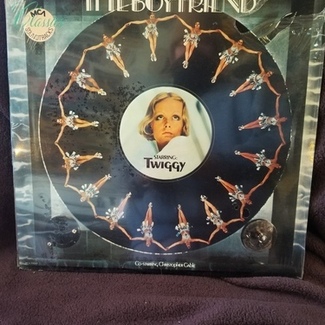 MCA
Classics
THE BOY FRIEND
STARRING
TWIGGY
Co-starring Christopher Gable